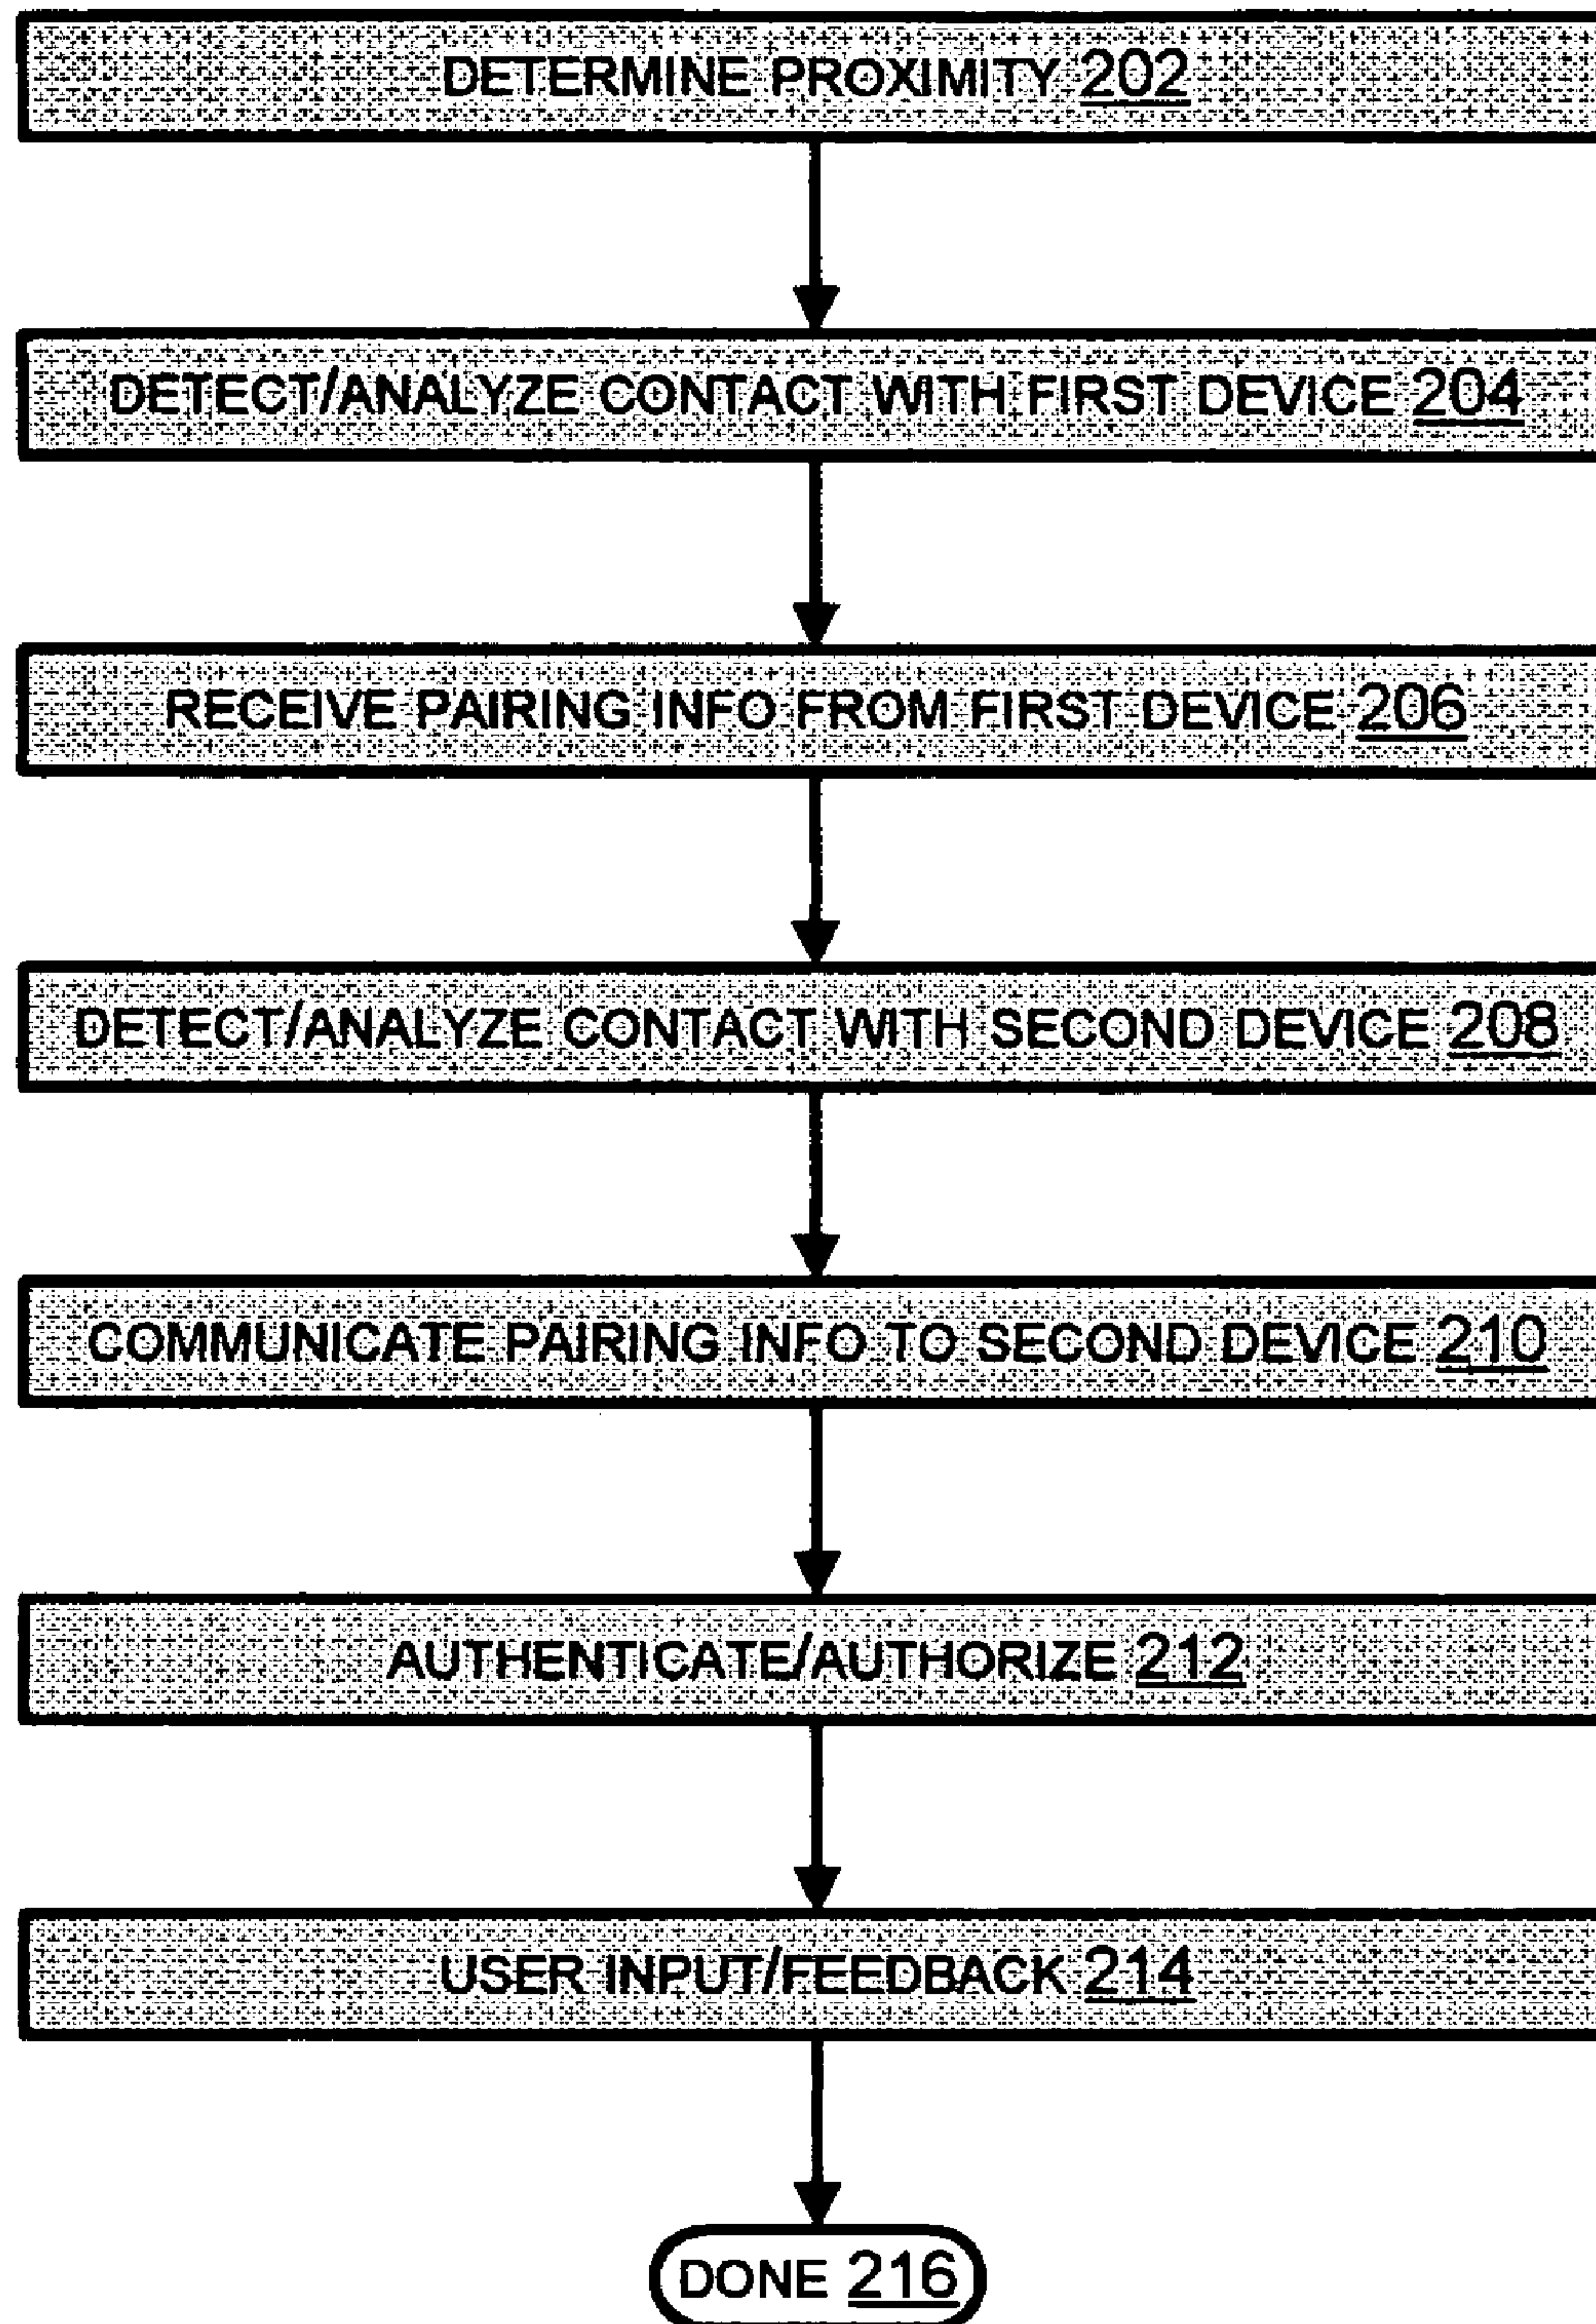 DETERMINE PROXIMITY 202
DETECT/ANALYZE CONTACT WITH FIRST DEVICE 204
RECEIVE PAIRING INFO FROM FIRST DEVICE 206
DETECT/ANALYZE CONTACT WITH SECOND DEVICE 208
COMMUNICATE PAIRING INFO TO SECOND DEVICE 210
AUTHENTICATE/AUTHORIZE 212
USER INPUT/FEEDBACK 214
DONE 216